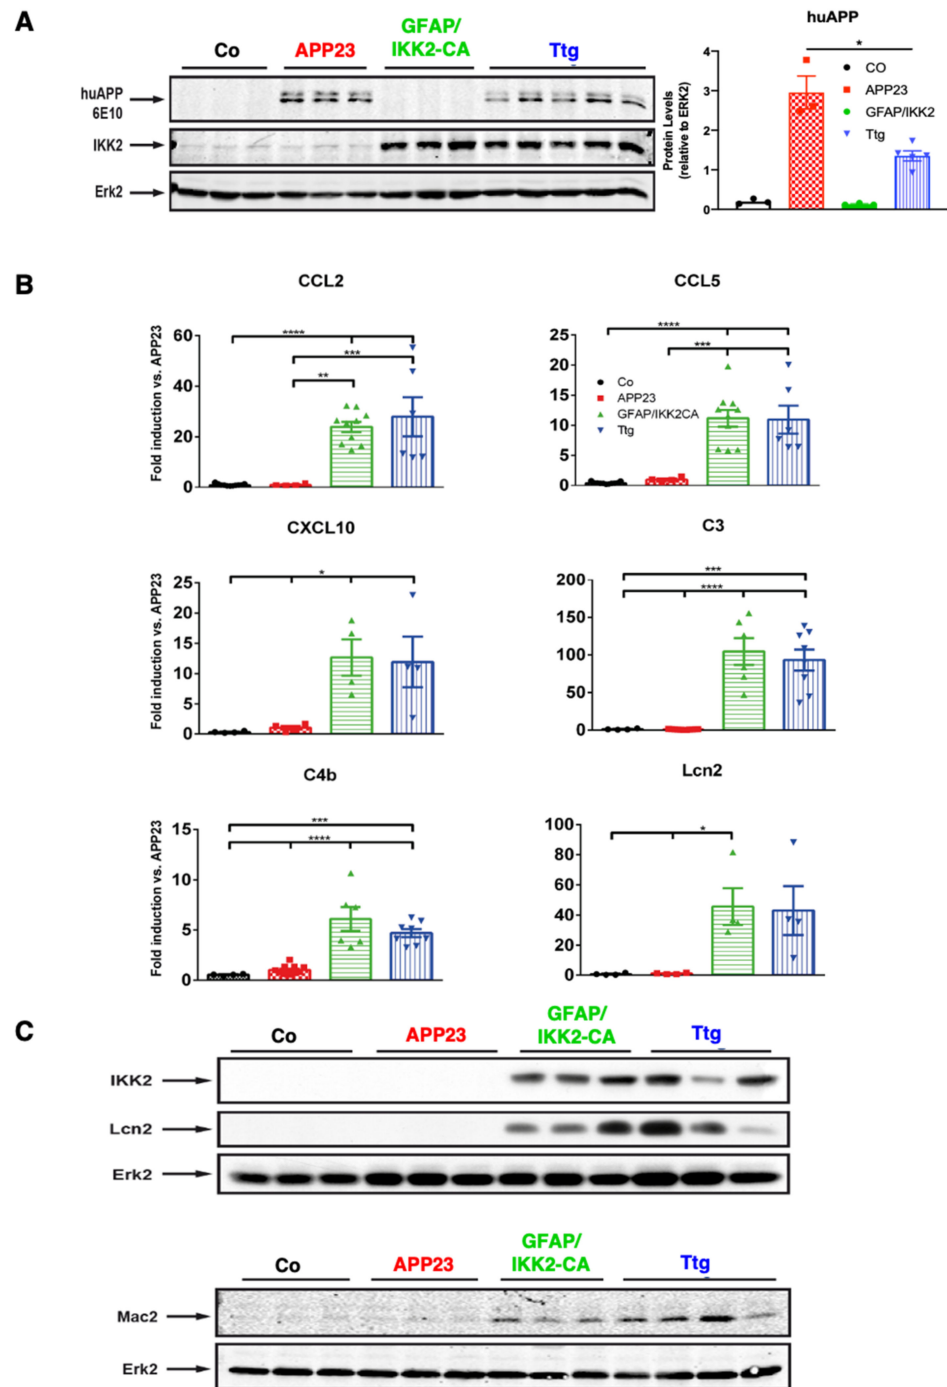 A
huAPP
GFAP/
IKK2-CA
Co
APP23
Ttg
huAPP
6E10
IKK2
Erk2
Protein Levels
(relative to ERK2)
4
3
2
1
0
*
CO
APP23
GFAP/IKK2
Ttg
B
CCL2
Fold induction vs. APP23
60
40
20
0
****
***
**
CCL5
25
20
15
10
5
0
****
***
Co
APP23
GFAP/IKK2CA
Ttg
CXCL10
Fold induction vs. APP23
25
20
15
10
5
0
*
C3
200
150
100
50
0
***
****
C4b
Fold induction vs. APP23
15
10
5
0
***
****
Lcn2
100
80
60
40
20
0
*
C
GFAP/
IKK2-CA
Co
APP23
Ttg
IKK2
Lcn2
Erk2
GFAP/
IKK2-CA
Co
APP23
Ttg
Mac2
Erk2